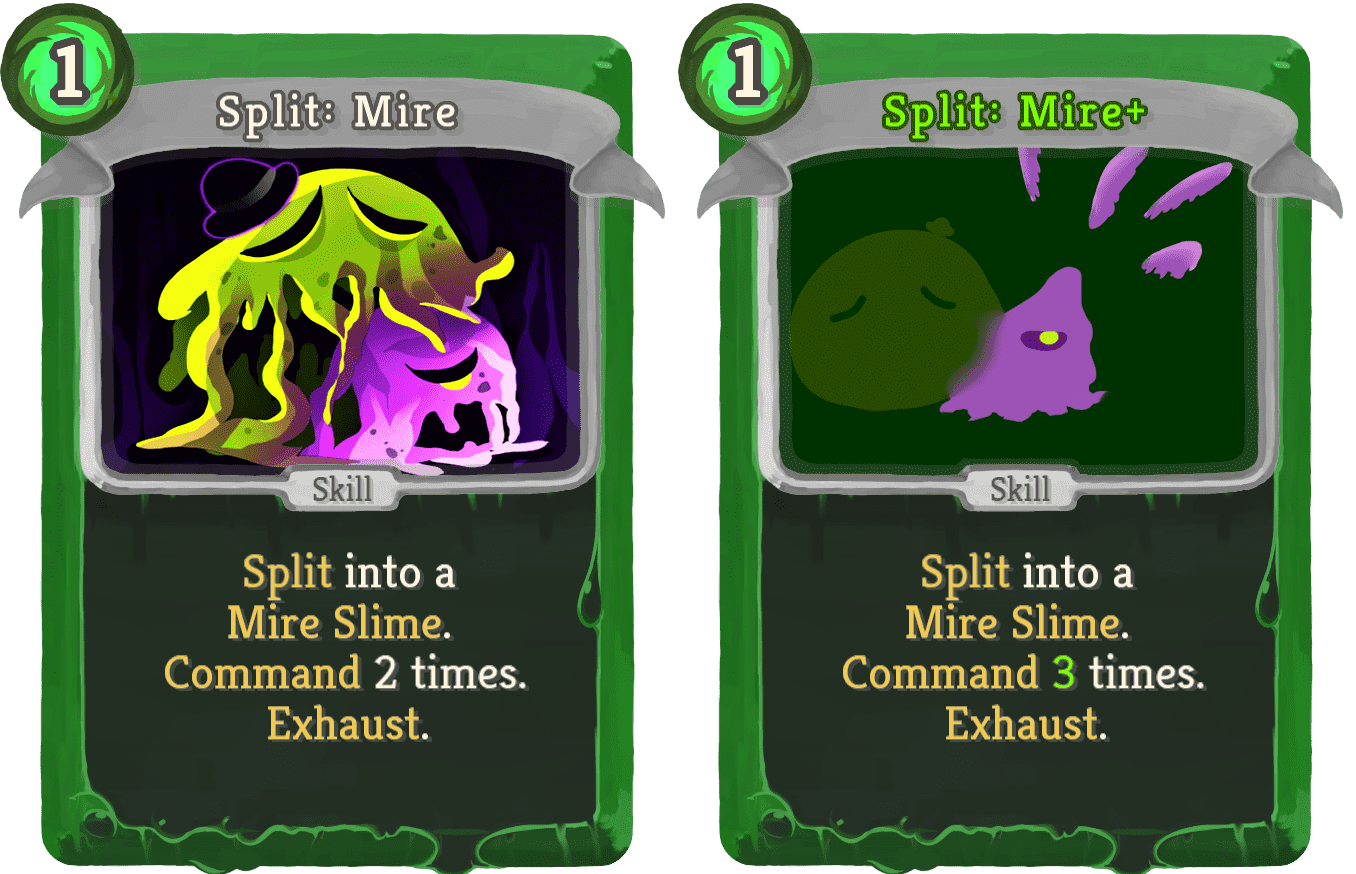 1
Split: Mire
Skill
Split into a
Mire Slime.
Command 2 times.
Exhaust.
1
Split: Mire+
Skill
Split into a
Mire Slime.
Command 3 times.
Exhaust.